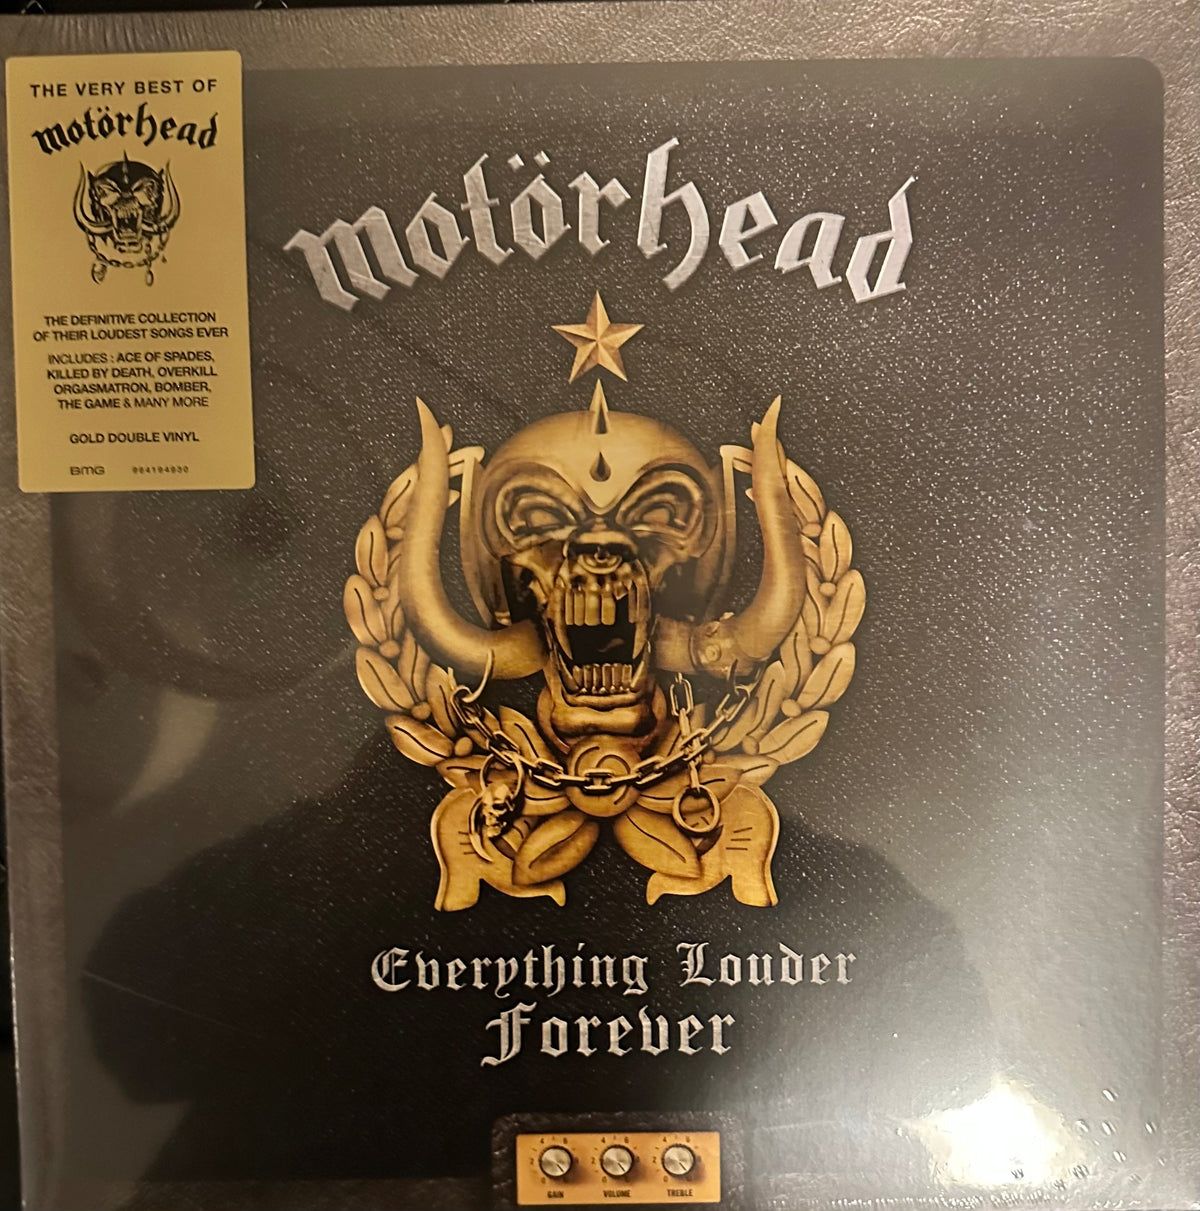 THE VERY BEST OF
motörhead
THE DEFINITIVE COLLECTION
OF THEIR LOUDEST SONGS EVER
INCLUDES : ACE OF SPADES,
KILLED BY DEATH, OVERKILL
ORGASMATRON, BOMBER,
THE GAME & MANY MORE
GOLD DOUBLE VINYL
BMG
motörhead
Everything Louder
Forever
GAIN VOLUME TREBLE